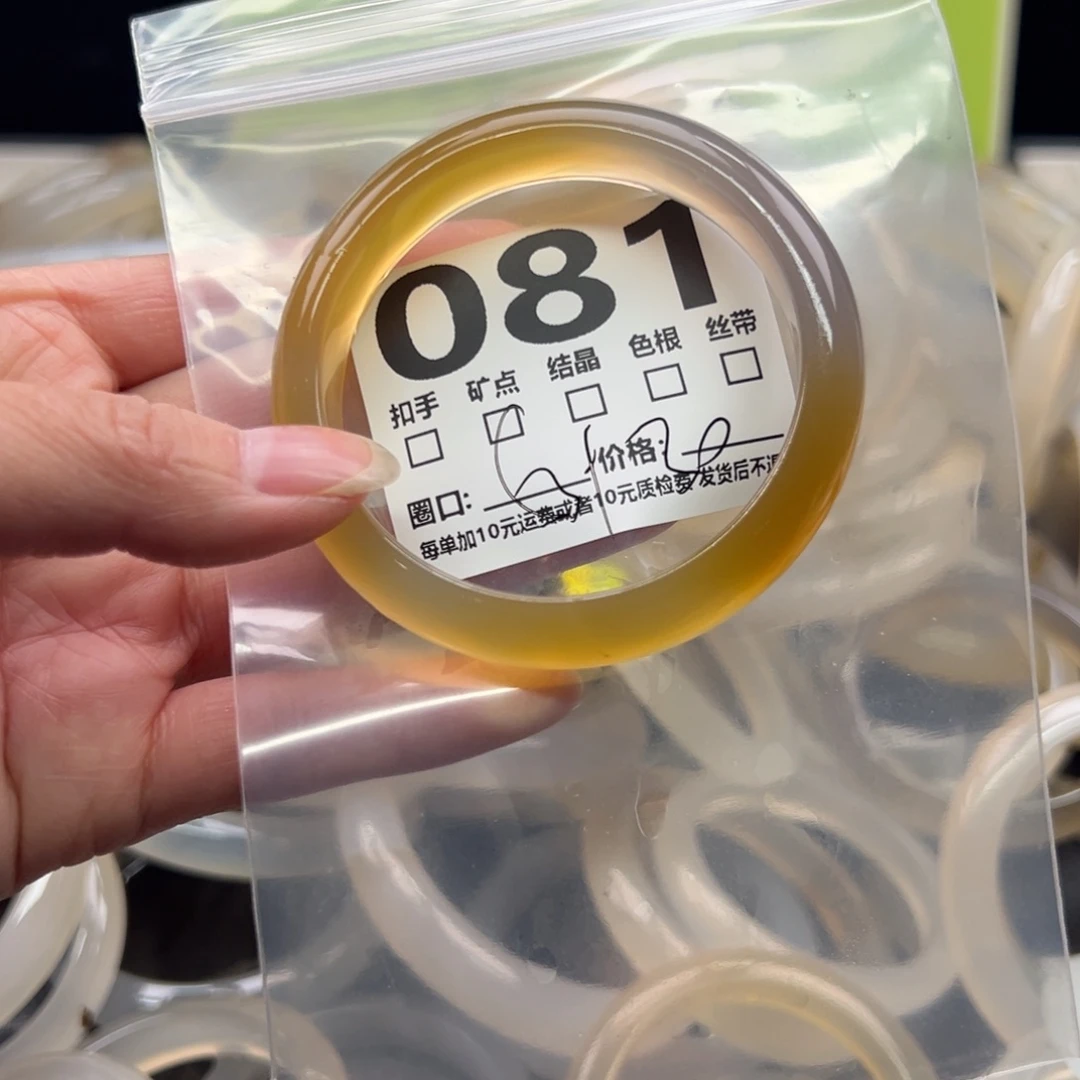 081
扣手 矿点 结晶 色根 丝带
圈口: 价格:
每单加10元运费或者10元质检费 发货后不退